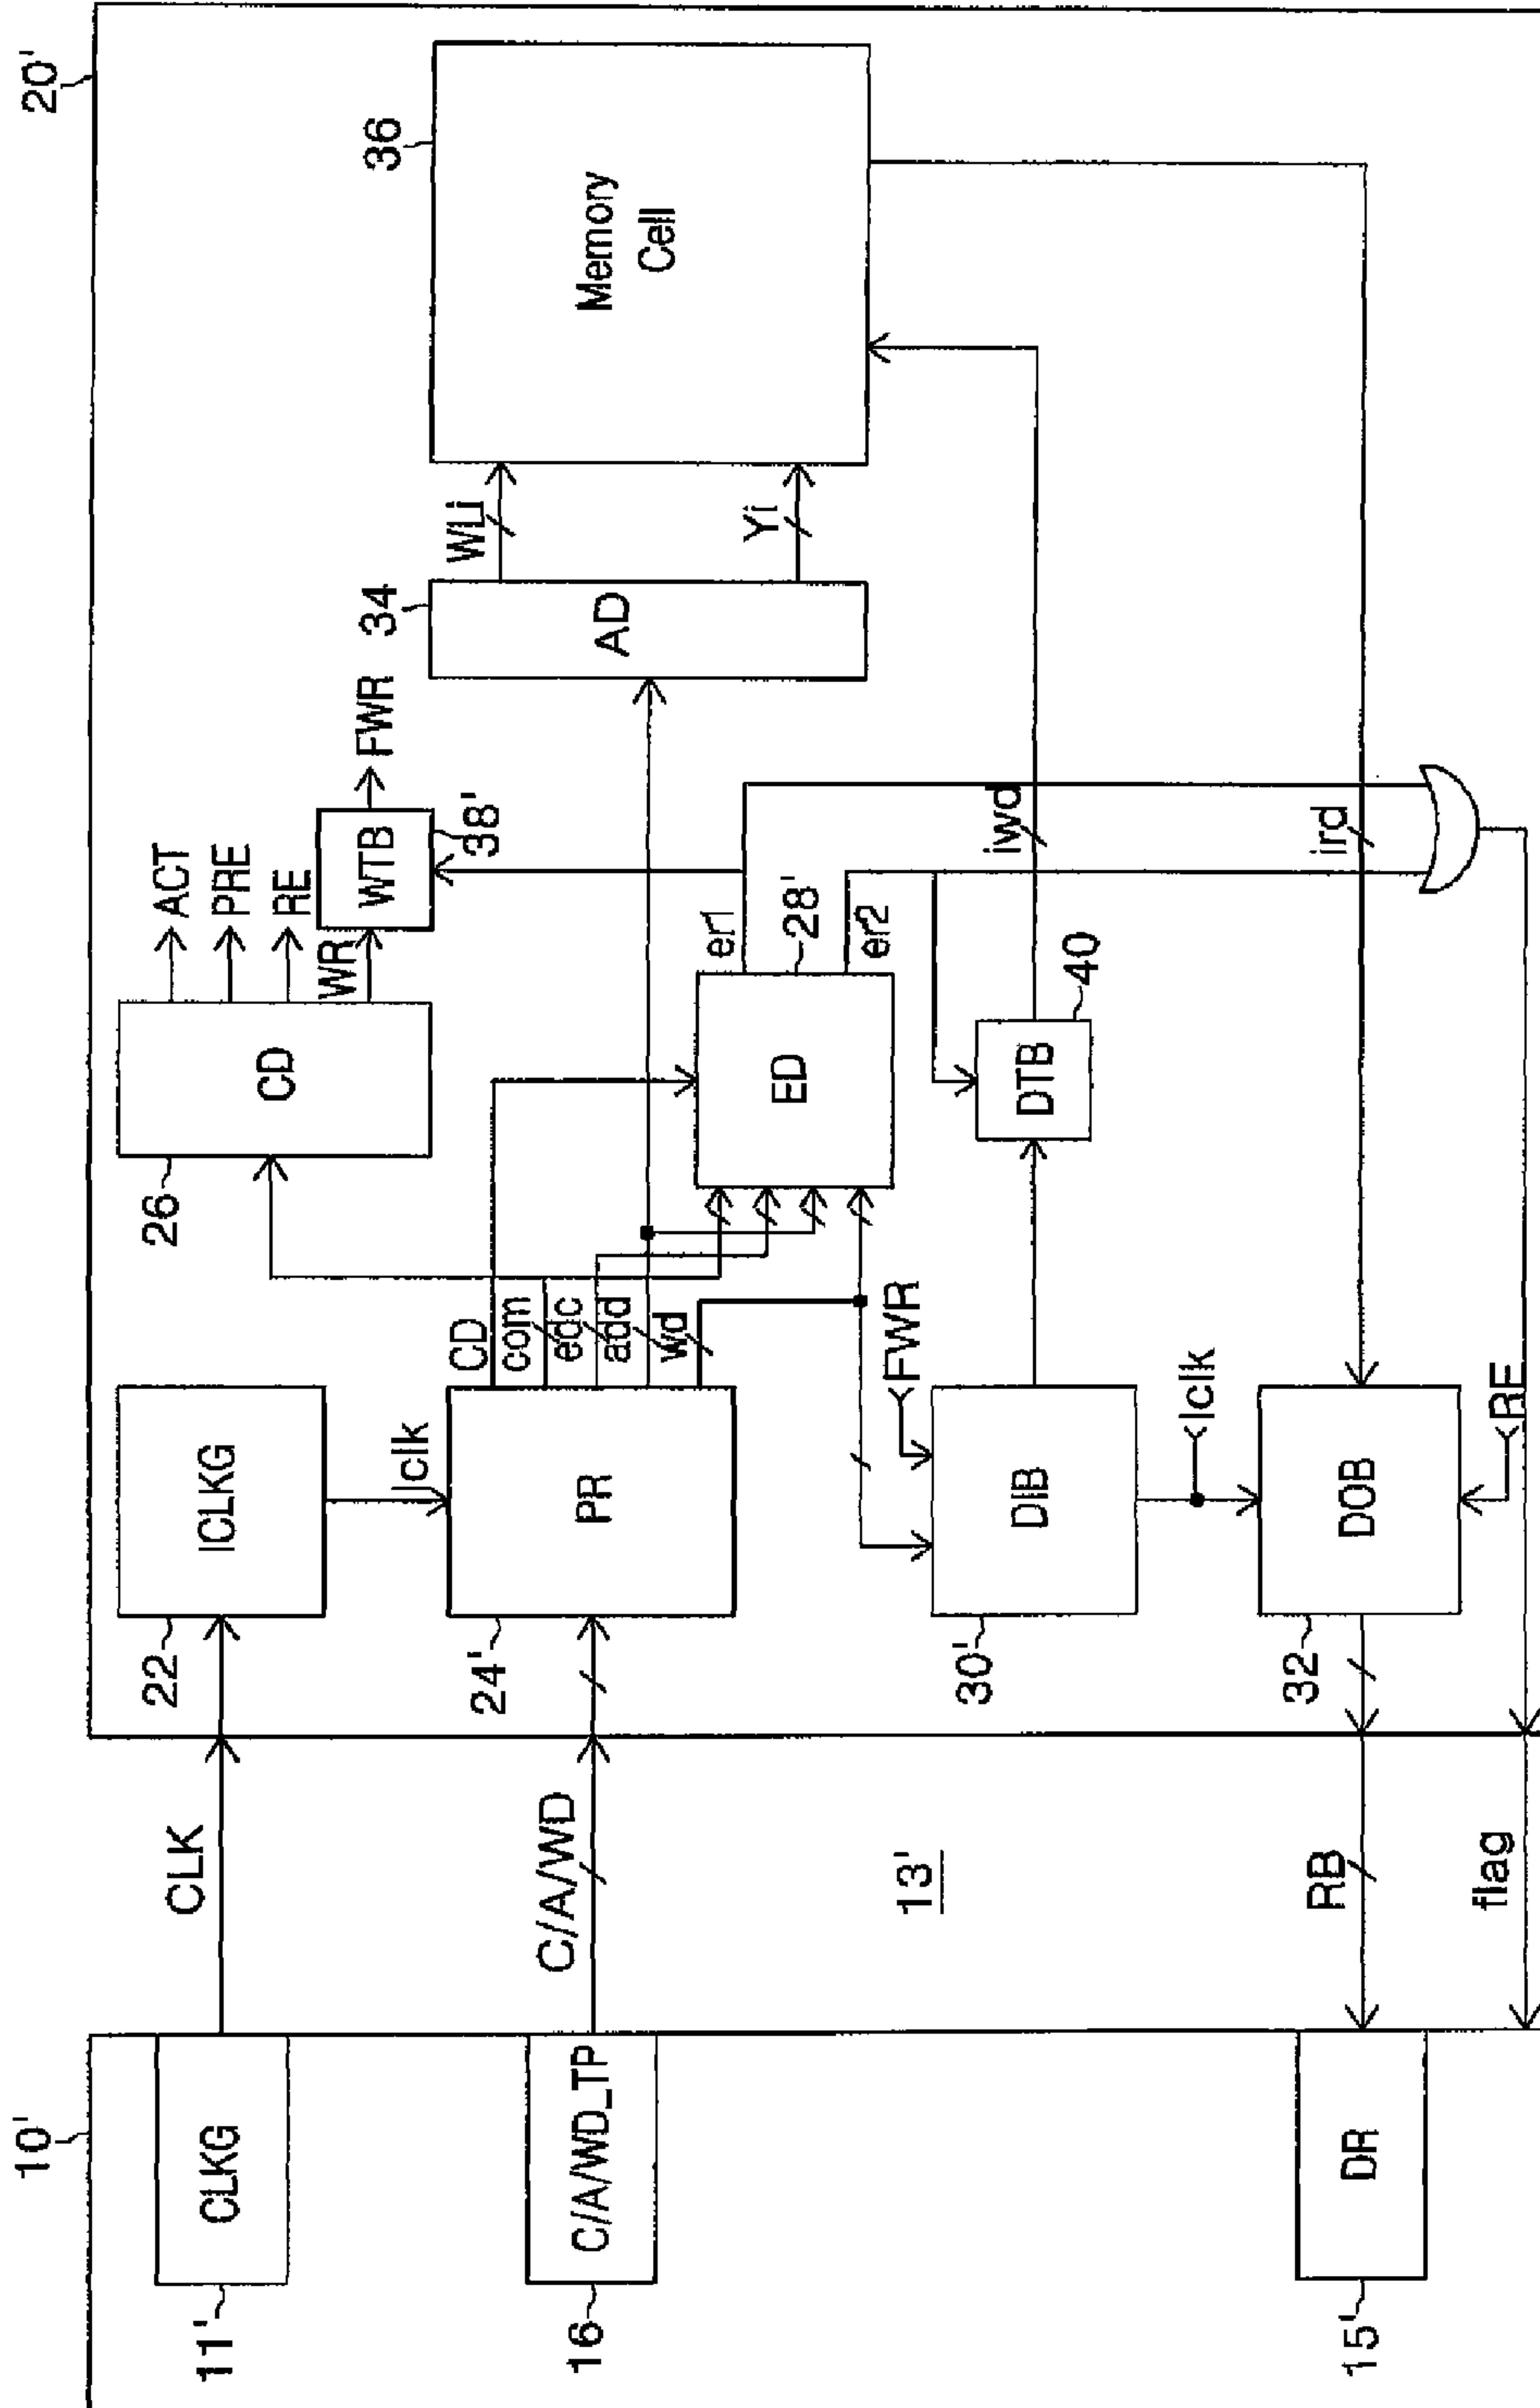 10'
20'
11'
CLKG
CLK
22
ICLKG
Iclk
26
CD
ACT
PRE
RE
WR
WTB
38'
FWR
34
AD
WLi
Yi
36
Memory
Cell
16
C/A/WD_TP
C/A/WD
24'
PR
CD
com
edc
add
wd
ED
28'
er1
er2
13'
30'
DIB
FWR
DTB
40
iwd
15'
DR
RB
32
DOB
Iclk
RE
ird
flag